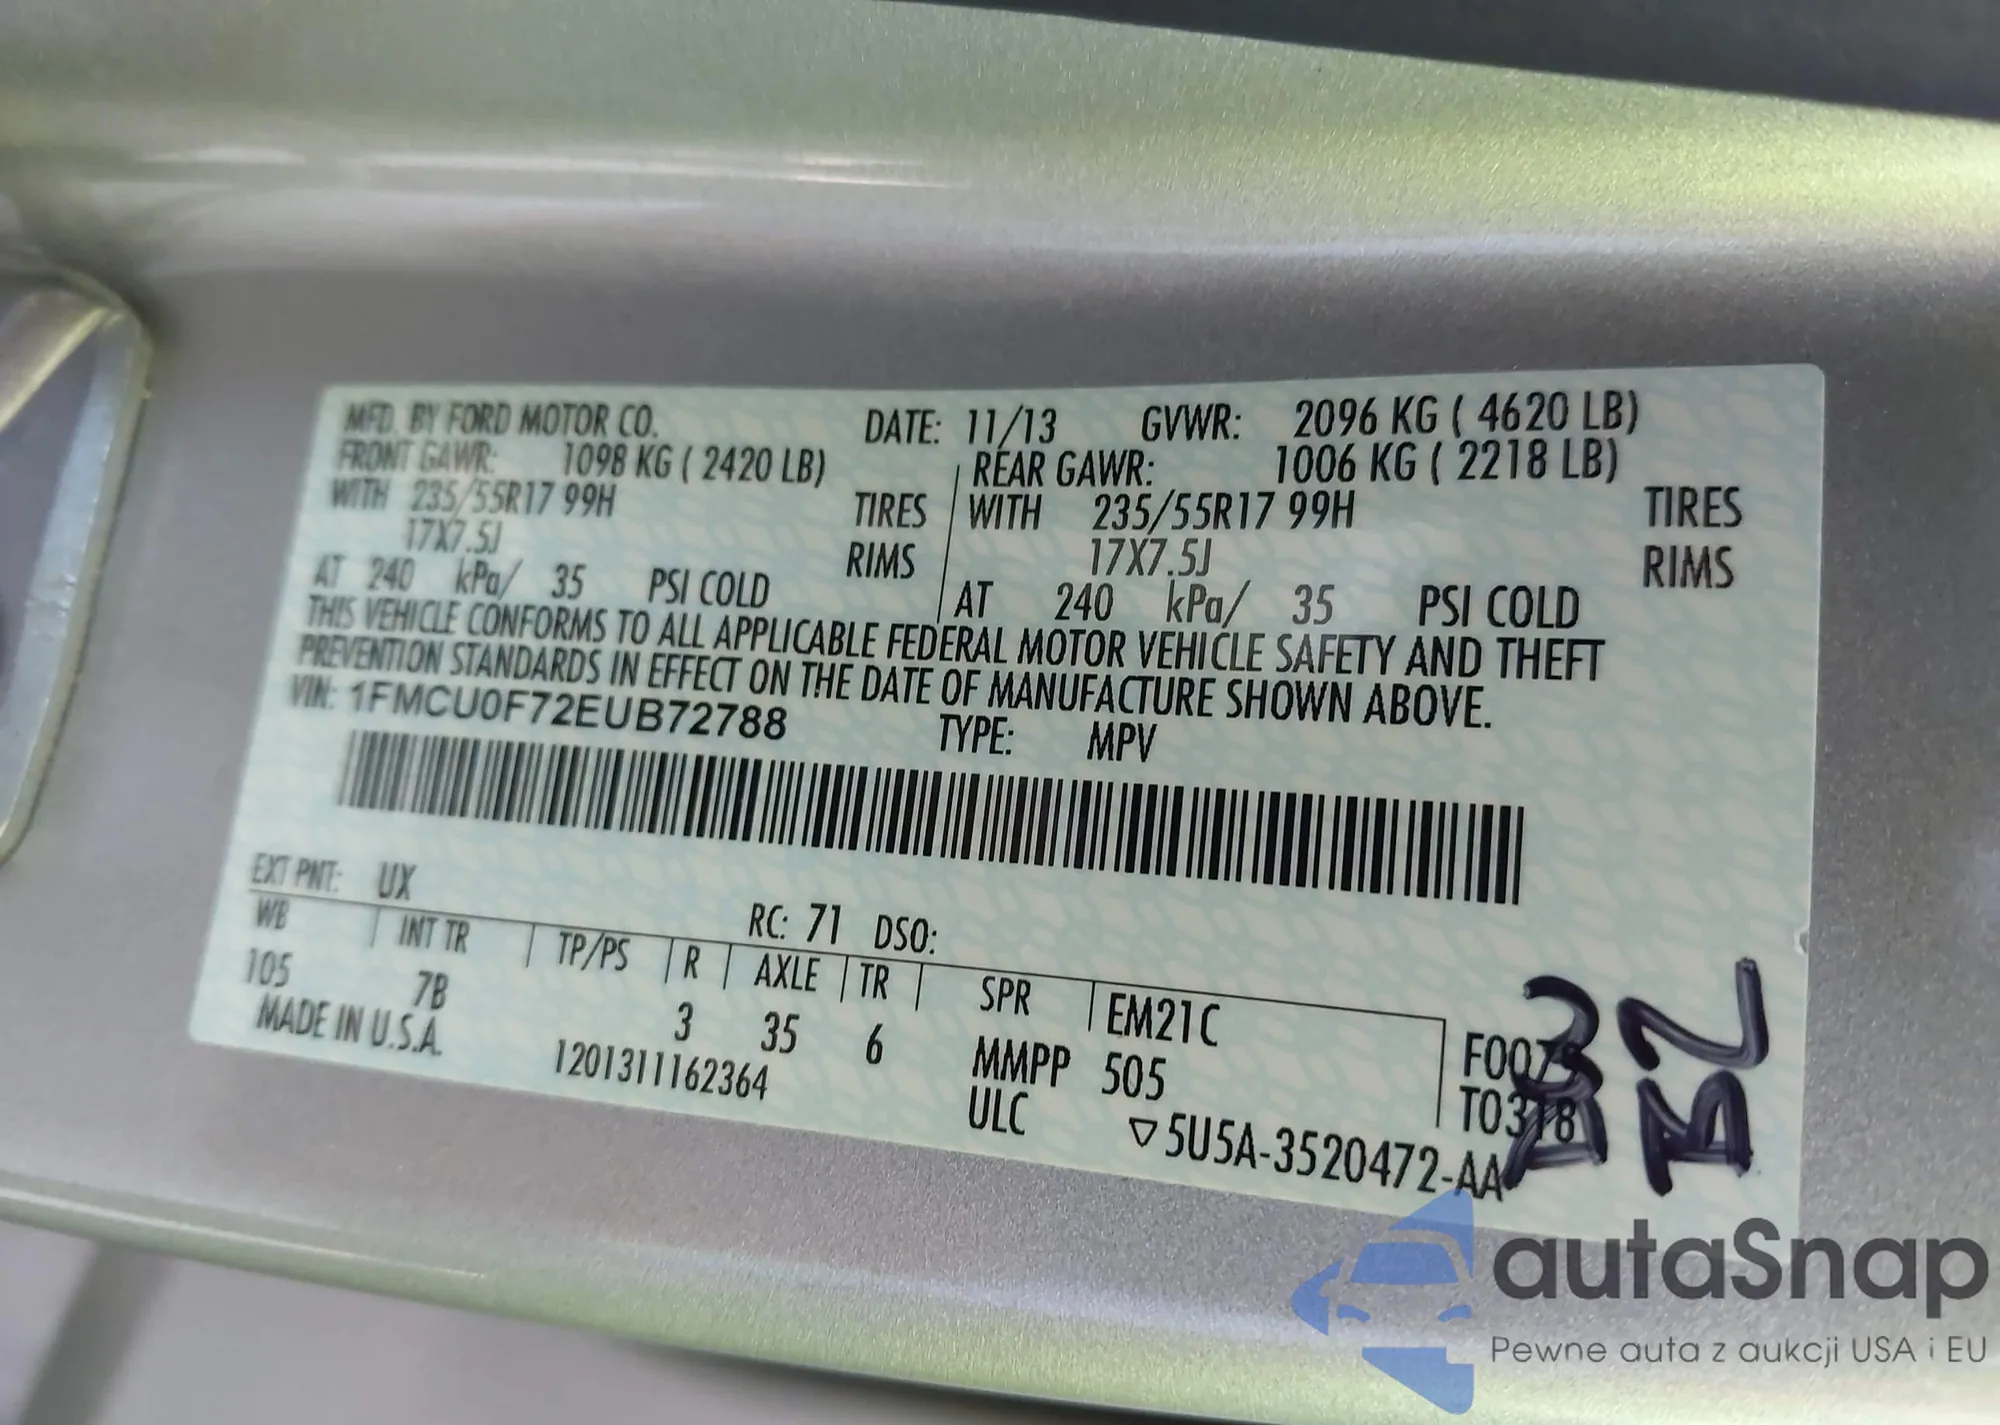 MFD. BY FORD MOTOR CO. DATE: 11/13 GVWR: 2096 KG ( 4620 LB)
FRONT GAWR: 1098 KG ( 2420 LB) REAR GAWR: 1006 KG ( 2218 LB)
WITH 235/55R17 99H TIRES WITH 235/55R17 99H TIRES
17X7.5J RIMS 17X7.5J RIMS
AT 240 kPa/ 35 PSI COLD AT 240 kPa/ 35 PSI COLD
THIS VEHICLE CONFORMS TO ALL APPLICABLE FEDERAL MOTOR VEHICLE SAFETY AND THEFT
PREVENTION STANDARDS IN EFFECT ON THE DATE OF MANUFACTURE SHOWN ABOVE.
VIN: 1FMCU0F72EUB72788 TYPE: MPV
EXT PNT: UX RC: 71 DSO:
WB INT TR TP/PS R AXLE TR SPR EM21C
105 7B 3 35 6 MMPP 505
MADE IN U.S.A. 1201311162364 ULC
▽5U5A-3520472-AA
autaSnap
Pewne auta z aukcji USA i EU